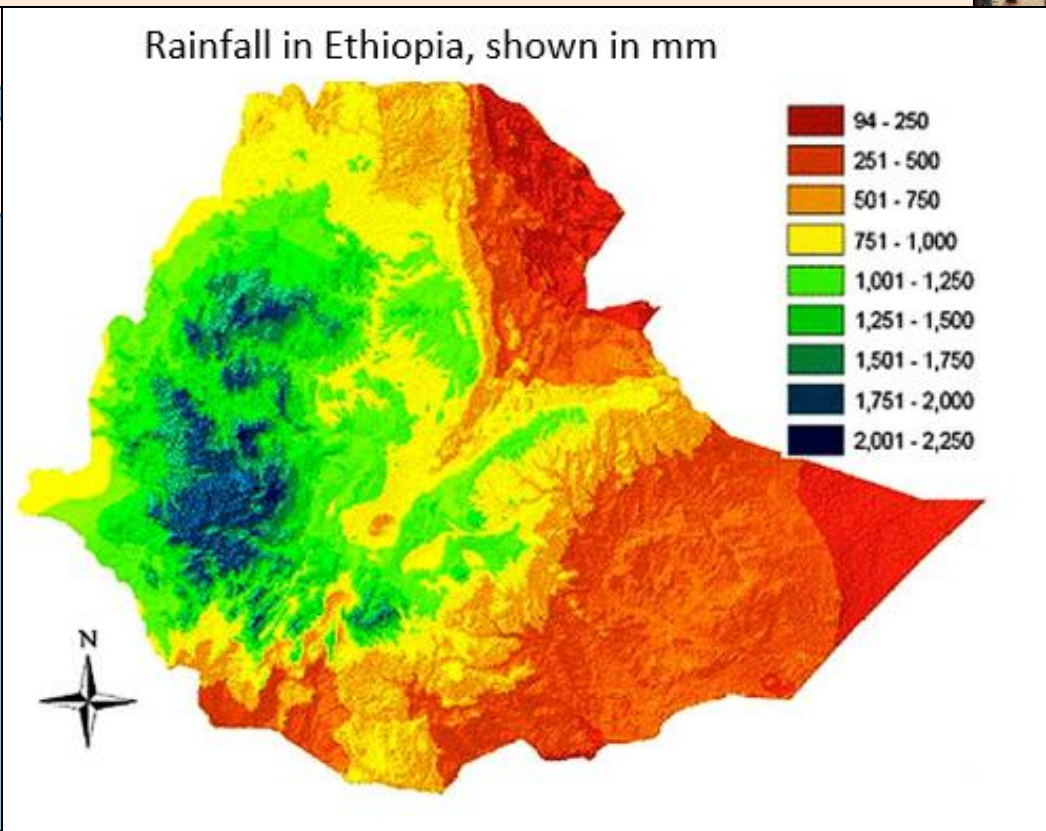 Rainfall in Ethiopia, shown in mm
94 - 250
251 - 500
501 - 750
751 - 1,000
1,001 - 1,250
1,251 - 1,500
1,501 - 1,750
1,751 - 2,000
2,001 - 2,250
N